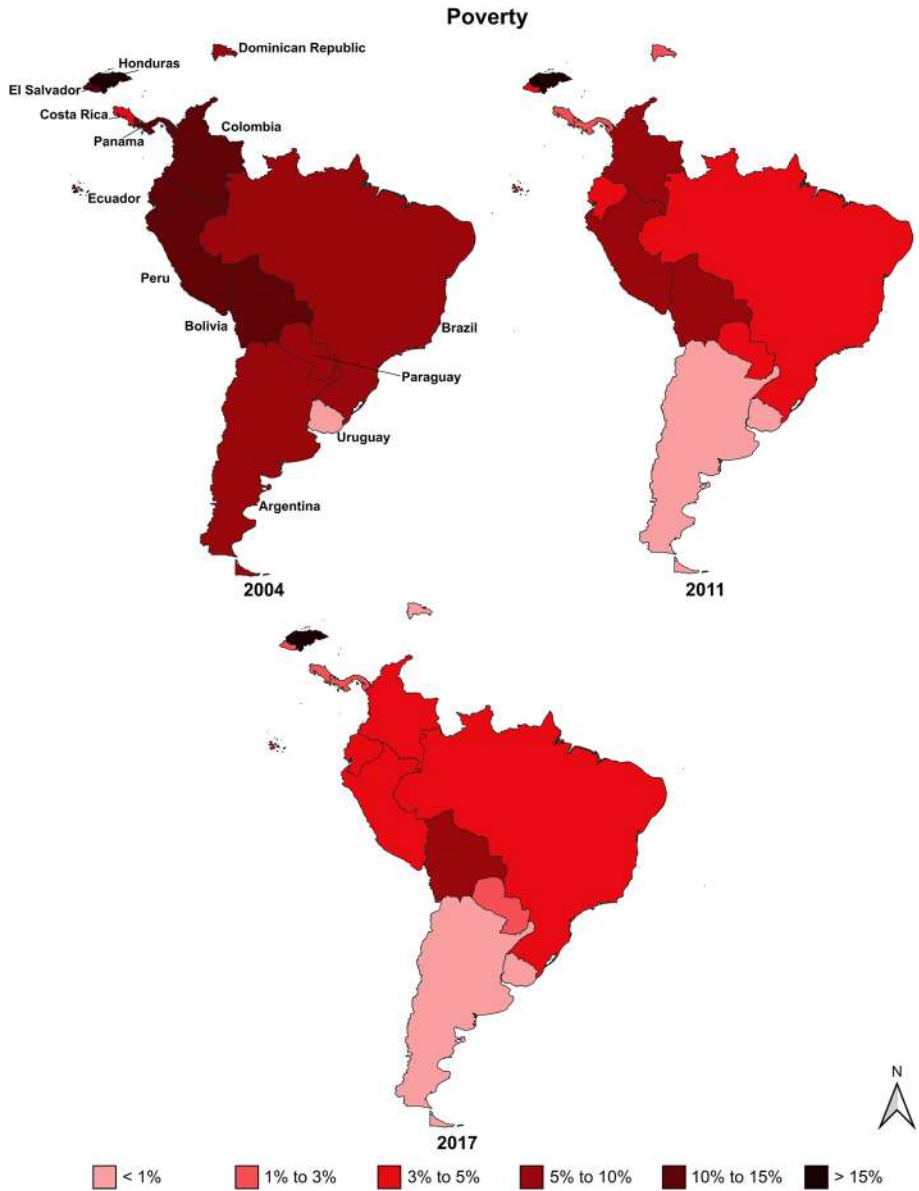 Poverty
Dominican Republic
Honduras
El Salvador
Costa Rica
Panama
Colombia
Ecuador
Peru
Bolivia
Brazil
Paraguay
Uruguay
Argentina
2004
2011
2017
N
< 1%
1% to 3%
3% to 5%
5% to 10%
10% to 15%
> 15%